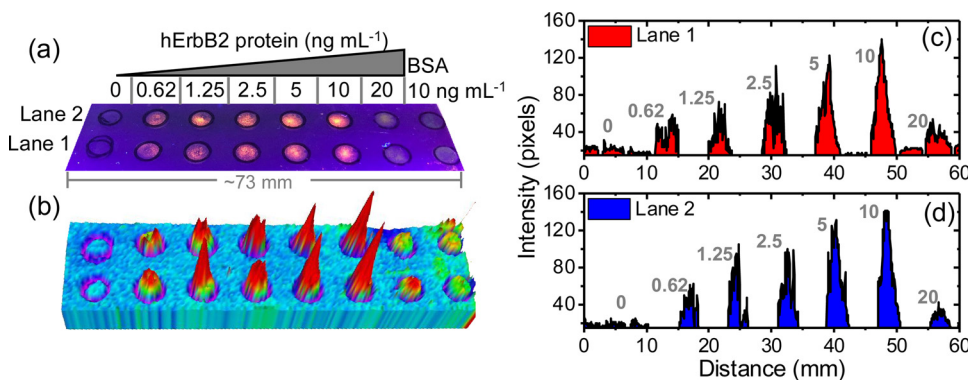 (a)
hErbB2 protein (ng mL⁻¹)
BSA
0 0.62 1.25 2.5 5 10 20 10 ng mL⁻¹
Lane 2
Lane 1
~73 mm
(b)
Intensity (pixels)
160
120
80
40
Lane 1
(c)
0 0.62 1.25 2.5 5 10 20
160
120
80
40
Lane 2
(d)
0 0.62 1.25 2.5 5 10 20
0 10 20 30 40 50 60
Distance (mm)